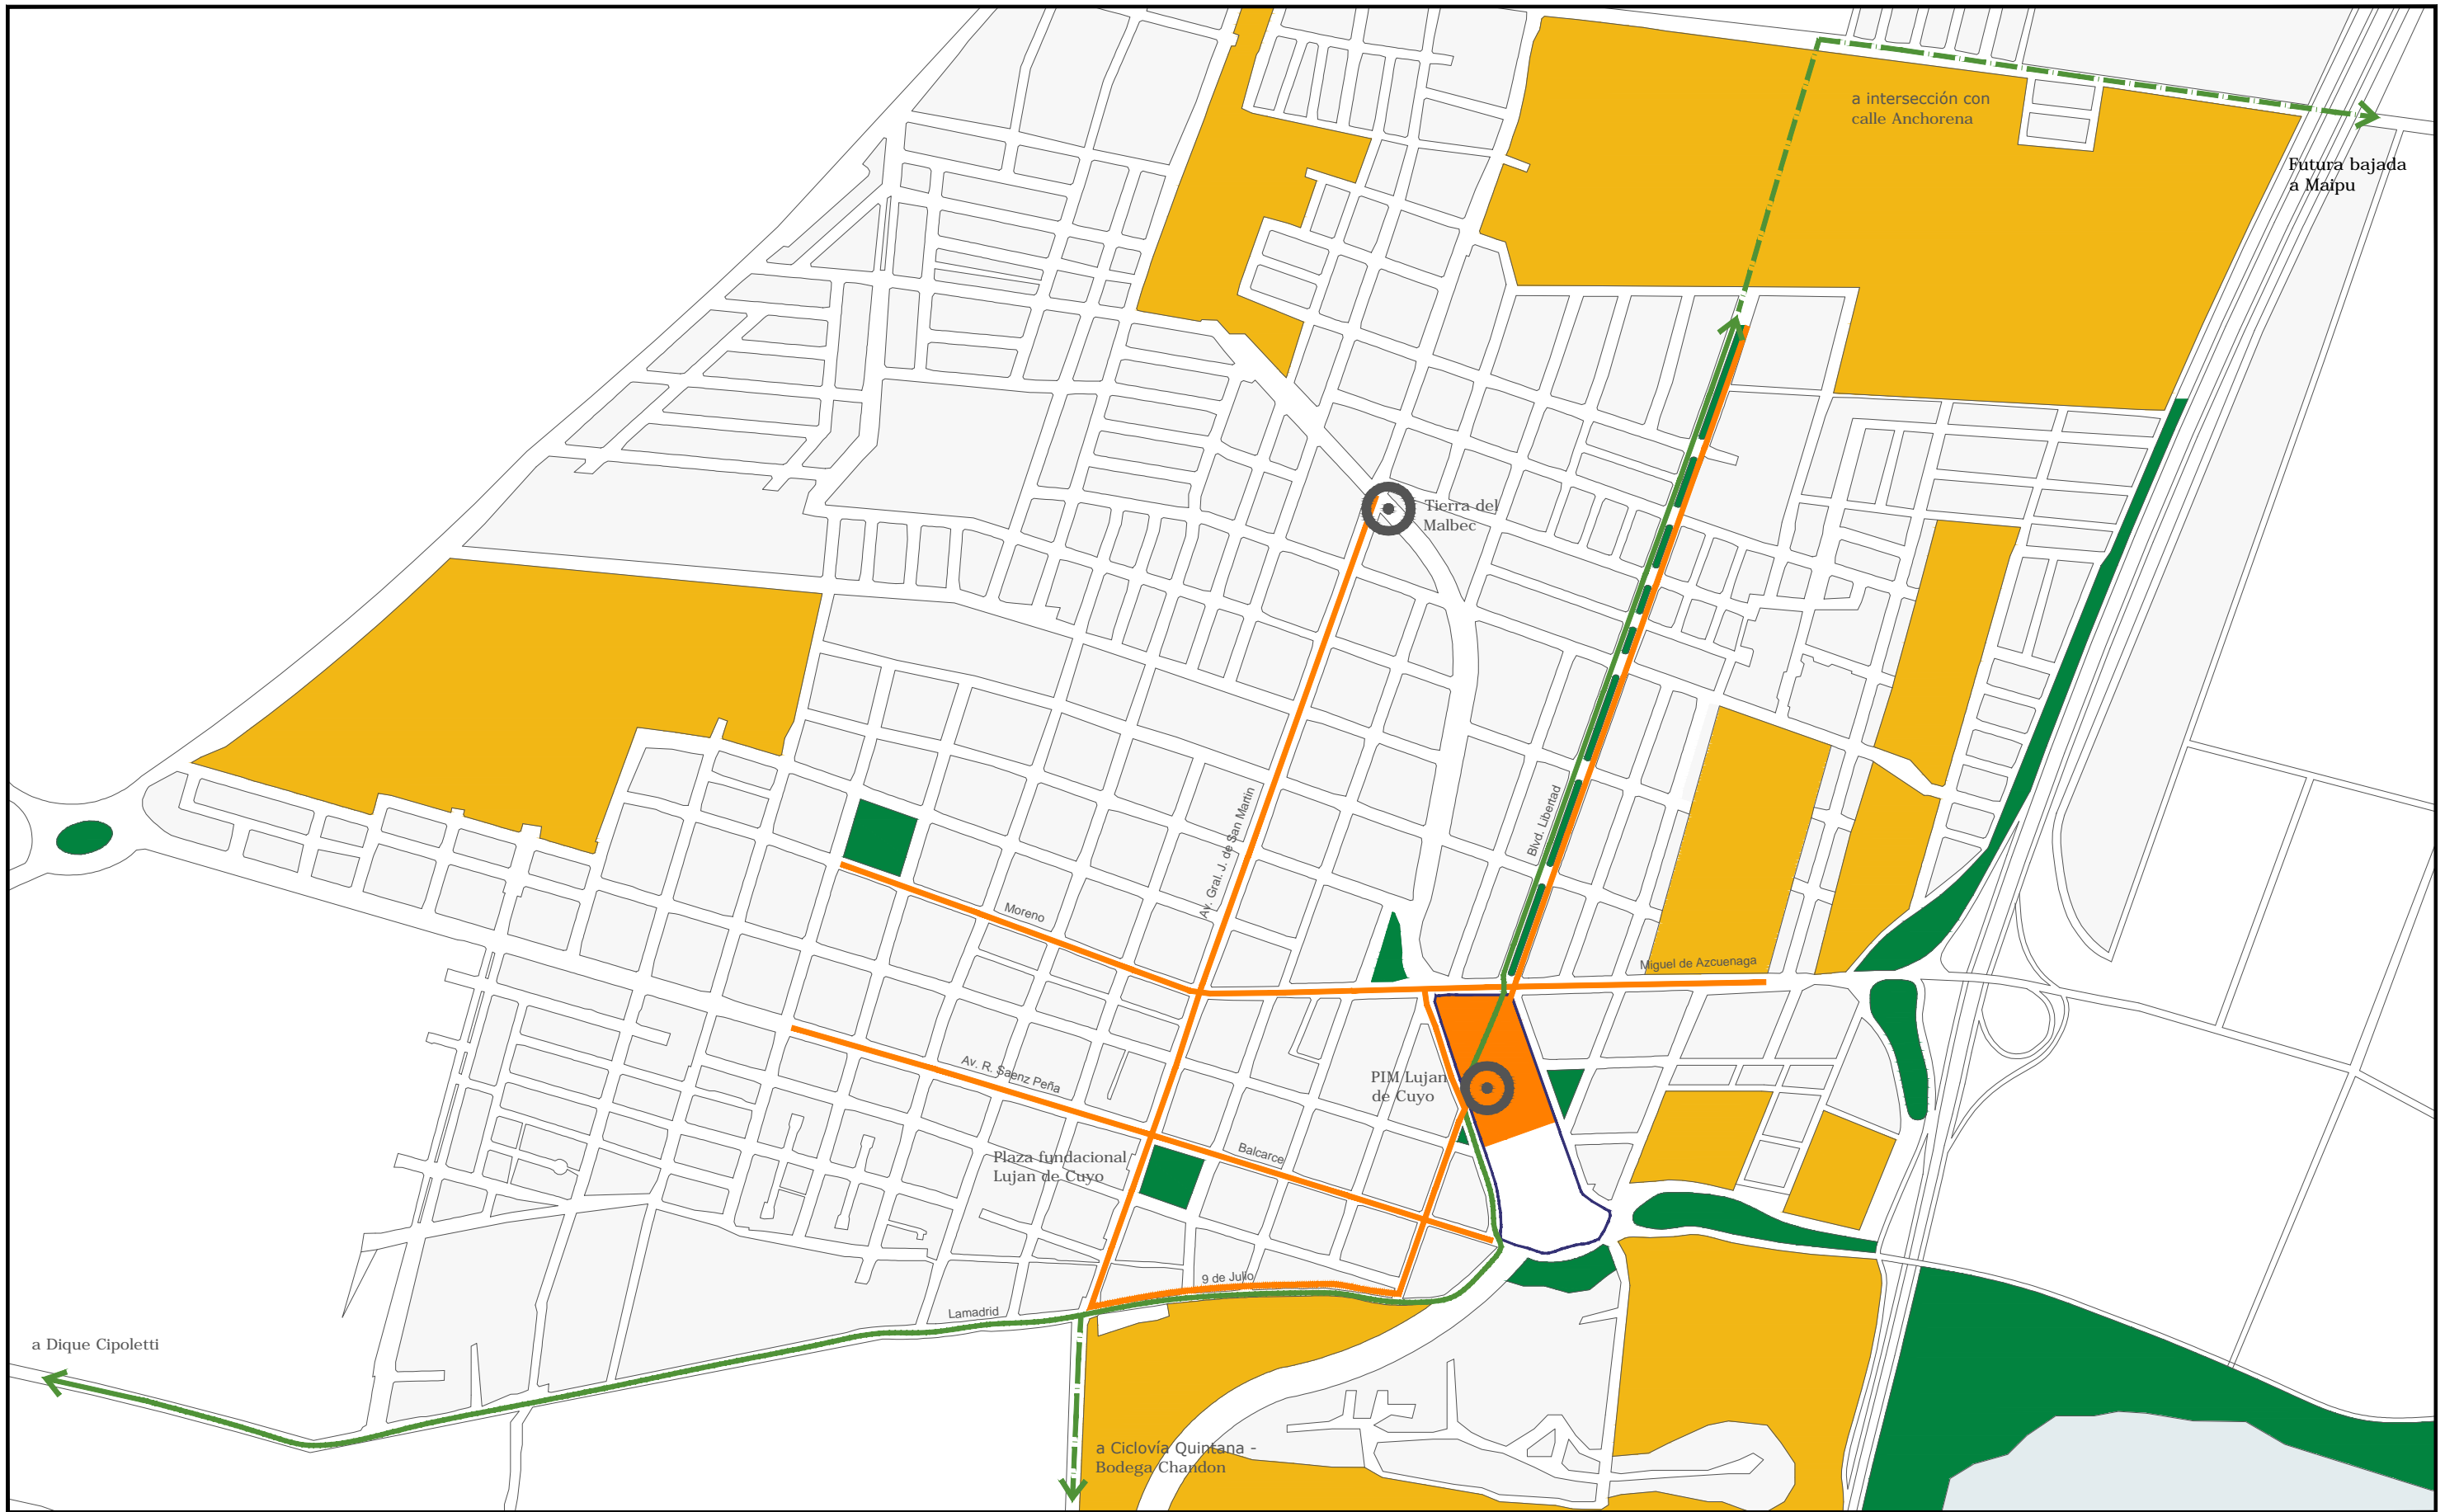 a intersección con
calle Anchorena
Futura bajada
a Maipu
Tierra del
Malbec
Av. Gral. J. de San Martin
Blvd. Libertad
Moreno
Miguel de Azcuenaga
Av. R. Saenz Peña
PIM Lujan
de Cuyo
Balcarce
Plaza fundacional
Lujan de Cuyo
9 de Julio
Lamadrid
a Dique Cipoletti
a Ciclovía Quintana -
Bodega Chandon